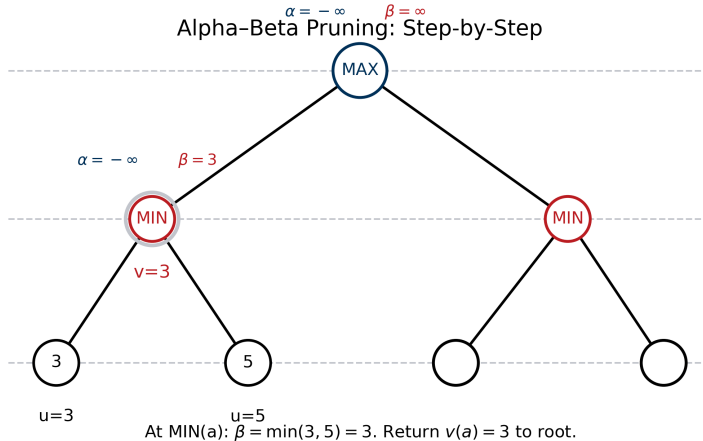 α = −∞ β = ∞
Alpha–Beta Pruning: Step-by-Step
MAX
α = −∞ β = 3
MIN MIN
v=3
3 5
u=3 u=5
At MIN(a): β = min(3, 5) = 3. Return v(a) = 3 to root.